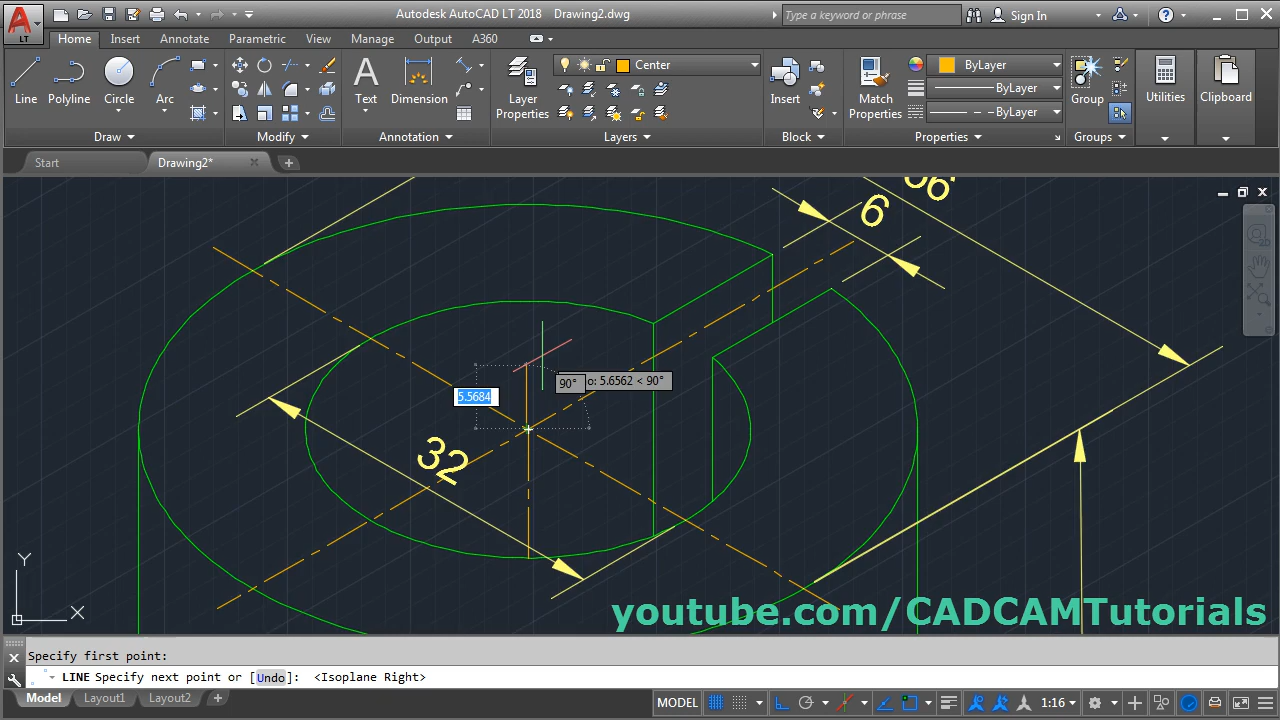 Autodesk AutoCAD LT 2018 Drawing2.dwg
Type a keyword or phrase
Sign In
LT
Home Insert Annotate Parametric View Manage Output A360
Center
ByLayer
ByLayer
ByLayer
Line Polyline Circle Arc
Text Dimension
Layer
Properties
Insert
Match
Properties
Group
Utilities
Clipboard
Draw Modify Annotation Layers Block Properties Groups
Start Drawing2*
6
32
5.5684
90°
o: 5.6562 < 90°
Y
X
youtube.com/CADCAMTutorials
Specify first point:
LINE Specify next point or [Undo]: <Isoplane Right>
Model Layout1 Layout2
MODEL
1:16